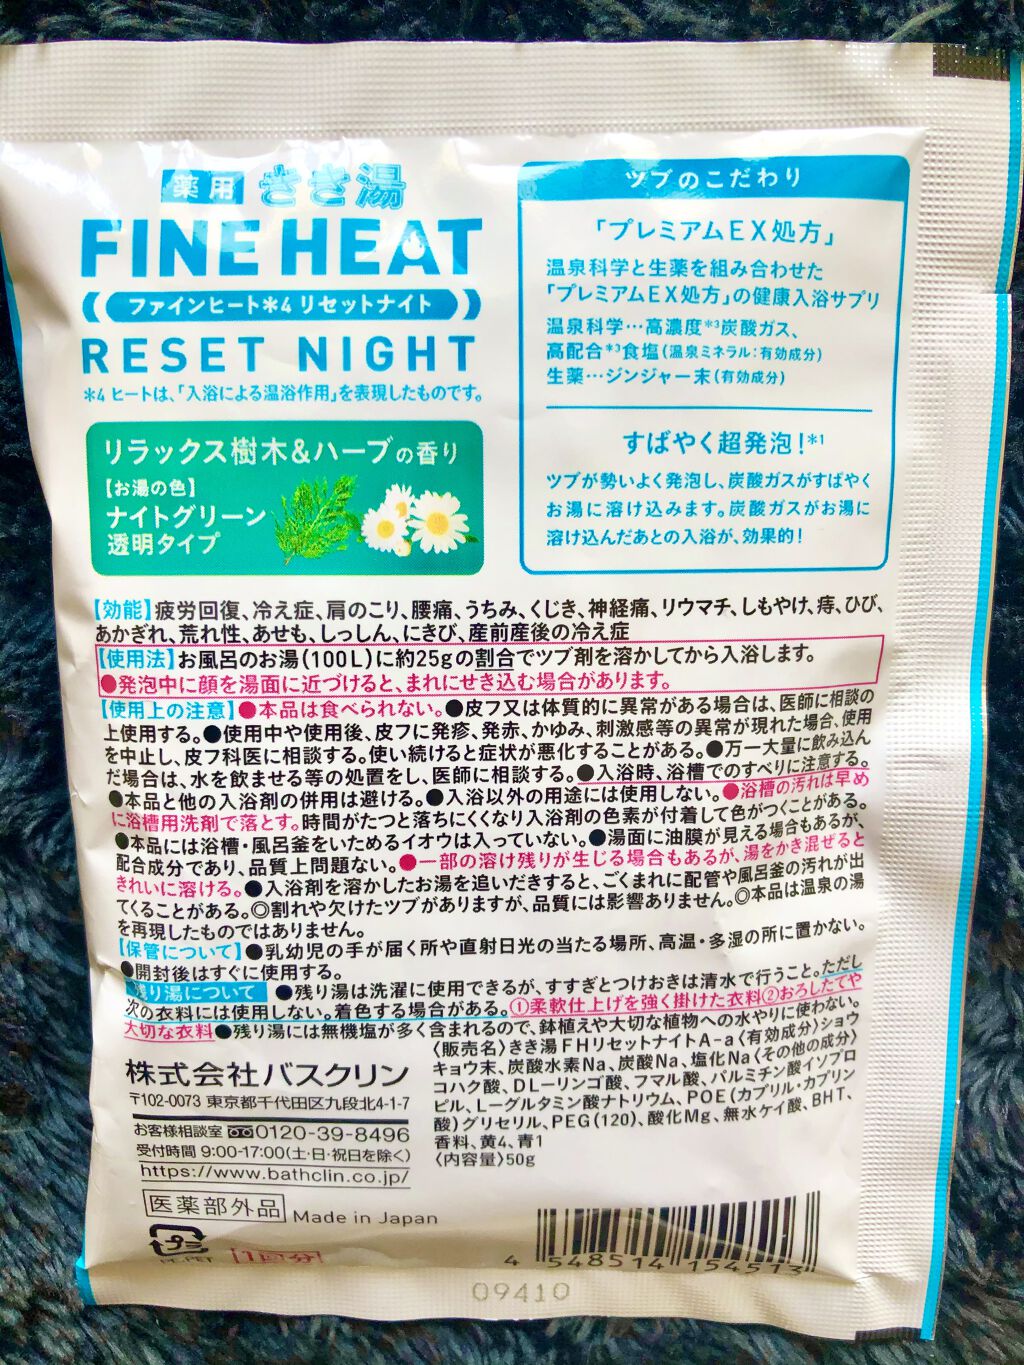 薬用 きき湯
FINE HEAT
ファインヒート*4 リセットナイト
RESET NIGHT
*4 ヒートは、「入浴による温浴作用」を表現したものです。
リラックス樹木&ハーブの香り
【お湯の色】
ナイトグリーン
透明タイプ
ツブのこだわり
「プレミアムEX処方」
温泉科学と生薬を組み合わせた
「プレミアムEX処方」の健康入浴サプリ
温泉科学…高濃度*3炭酸ガス、
高配合*3食塩(温泉ミネラル:有効成分)
生薬…ジンジャー末(有効成分)
すばやく超発泡!*1
ツブが勢いよく発泡し、炭酸ガスがすばやく
お湯に溶け込みます。炭酸ガスがお湯に
溶け込んだあとの入浴が、効果的!
【効能】疲労回復、冷え症、肩のこり、腰痛、うちみ、くじき、神経痛、リウマチ、しもやけ、痔、ひび、
あかぎれ、荒れ性、あせも、しっしん、にきび、産前産後の冷え症
【使用法】お風呂のお湯(100L)に約25gの割合でツブ剤を溶かしてから入浴します。
●発泡中に顔を湯面に近づけると、まれにせき込む場合があります。
【使用上の注意】●本品は食べられない。●皮フ又は体質的に異常がある場合は、医師に相談の
上使用する。●使用中や使用後、皮フに発疹、発赤、かゆみ、刺激感等の異常が現れた場合、使用
を中止し、皮フ科医に相談する。使い続けると症状が悪化することがある。●万一大量に飲み込ん
だ場合は、水を飲ませる等の処置をし、医師に相談する。●入浴時、浴槽でのすべりに注意する。
●本品と他の入浴剤の併用は避ける。●入浴以外の用途には使用しない。●浴槽の汚れは早め
に浴槽用洗剤で落とす。時間がたつと落ちにくくなり入浴剤の色素が付着して色がつくことがある。
●本品には浴槽・風呂釜をいためるイオウは入っていない。●湯面に油膜が見える場合もあるが、
配合成分であり、品質上問題ない。●一部の溶け残りが生じる場合もあるが、湯をかき混ぜると
きれいに溶ける。●入浴剤を溶かしたお湯を追いだきすると、ごくまれに配管や風呂釜の汚れが出
てくることがある。◎割れや欠けたツブがありますが、品質には影響ありません。◎本品は温泉の湯
を再現したものではありません。
【保管について】●乳幼児の手が届く所や直射日光の当たる場所、高温・多湿の所に置かない。
●開封後はすぐに使用する。
残り湯について ●残り湯は洗濯に使用できるが、すすぎとつけおきは清水で行うこと。ただし
次の衣料には使用しない。着色する場合がある。①柔軟仕上げを強く掛けた衣料②おろしたてや
大切な衣料●残り湯には無機塩が多く含まれるので、鉢植えや大切な植物への水やりに使わない。
〈販売名〉きき湯FHリセットナイトA-a〈有効成分〉ショウ
キョウ末、炭酸水素Na、炭酸Na、塩化Na〈その他の成分〉
コハク酸、DL-リンゴ酸、フマル酸、パルミチン酸イソプロ
ピル、L-グルタミン酸ナトリウム、POE(カプリル・カプリン
酸)グリセリル、PEG(120)、酸化Mg、無水ケイ酸、BHT、
香料、黄4、青1
〈内容量〉50g
株式会社バスクリン
〒102-0073 東京都千代田区九段北4-1-7
お客様相談室 0120-39-8496
受付時間 9:00-17:00(土・日・祝日を除く)
https://www.bathclin.co.jp/
医薬部外品 Made in Japan
プラ
PE,PET
1回分
4 548514 154513
09410